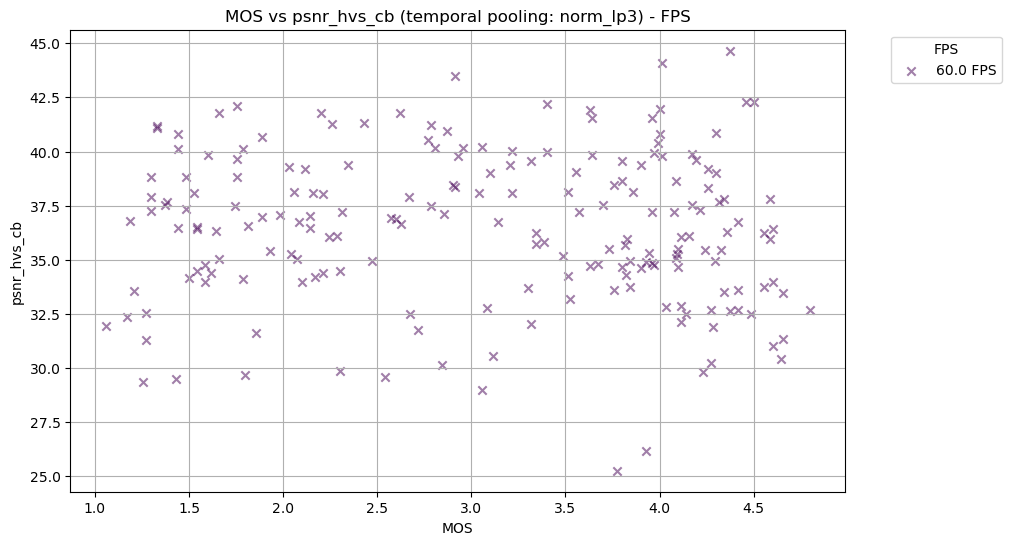 MOS vs psnr_hvs_cb (temporal pooling: norm_lp3) - FPS
FPS
60.0 FPS
psnr_hvs_cb
45.0
42.5
40.0
37.5
35.0
32.5
30.0
27.5
25.0
1.0 1.5 2.0 2.5 3.0 3.5 4.0 4.5
MOS